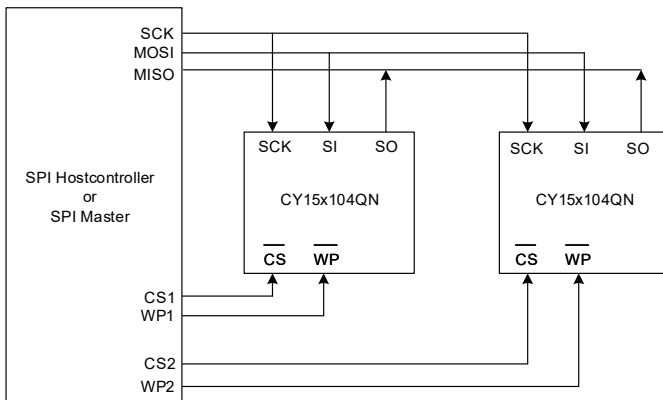 SCK
MOSI
MISO
SCK SI SO
SCK SI SO
SPI Hostcontroller
or
SPI Master
CY15x104QN
CY15x104QN
CS WP
CS WP
CS1
WP1
CS2
WP2